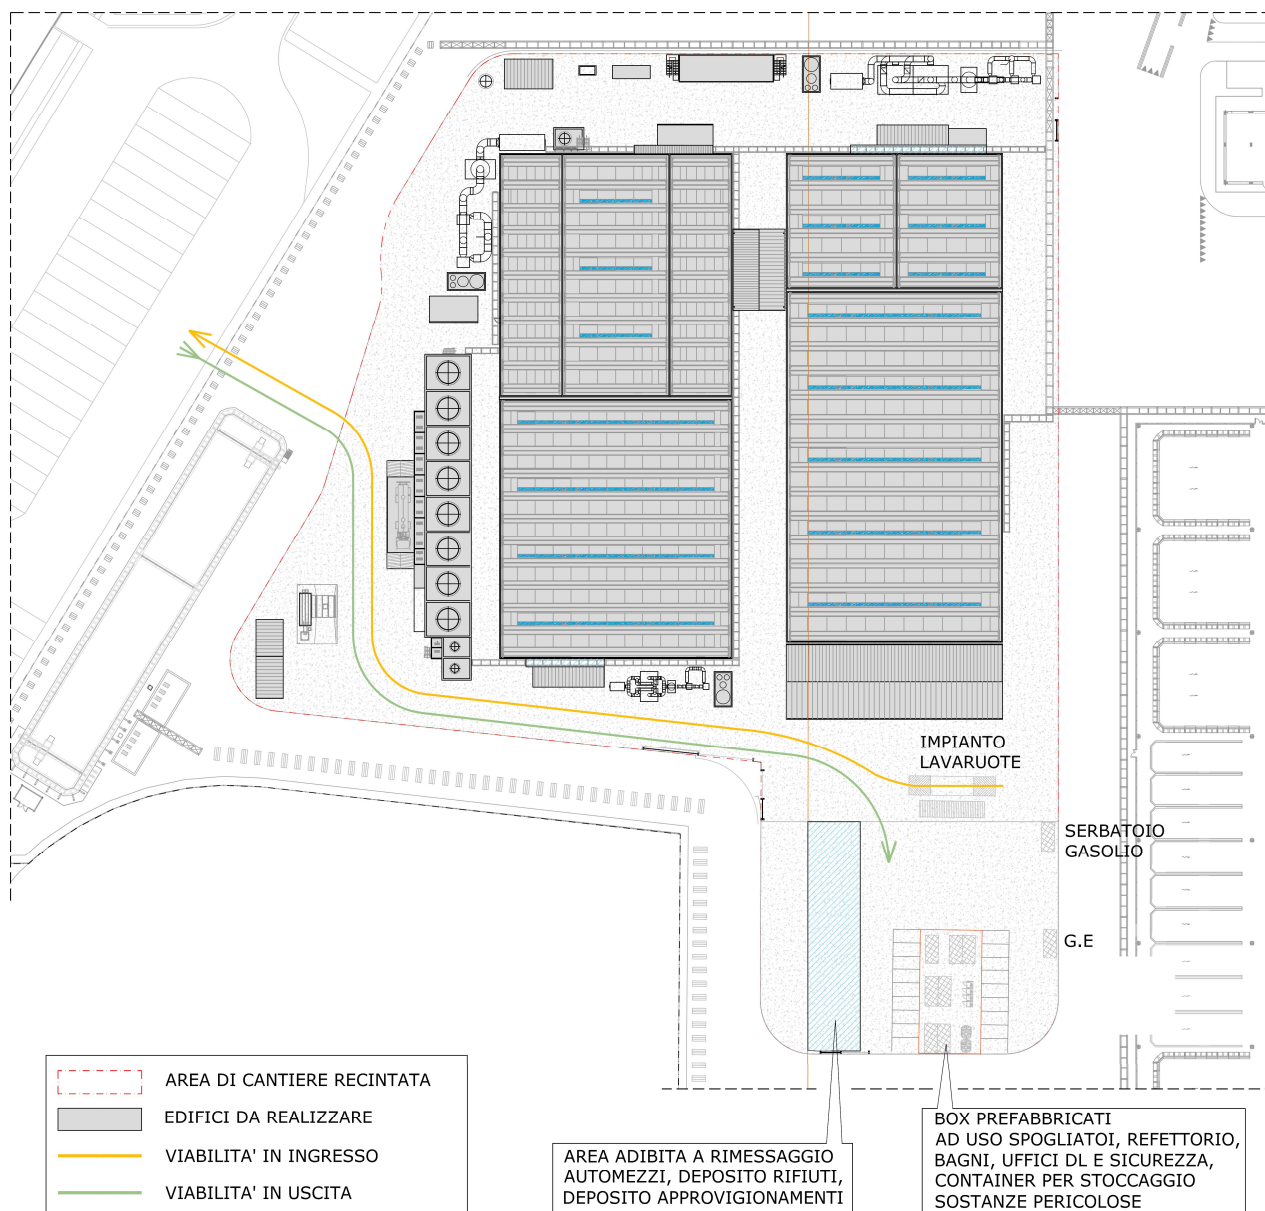 IMPIANTO
LAVARUOTE
SERBATOIO
GASOLIO
G.E
AREA DI CANTIERE RECINTATA
EDIFICI DA REALIZZARE
VIABILITA' IN INGRESSO
VIABILITA' IN USCITA
AREA ADIBITA A RIMESSAGGIO
AUTOMEZZI, DEPOSITO RIFIUTI,
DEPOSITO APPROVIGIONAMENTI
BOX PREFABBRICATI
AD USO SPOGLIATOI, REFETTORIO,
BAGNI, UFFICI DL E SICUREZZA,
CONTAINER PER STOCCAGGIO
SOSTANZE PERICOLOSE